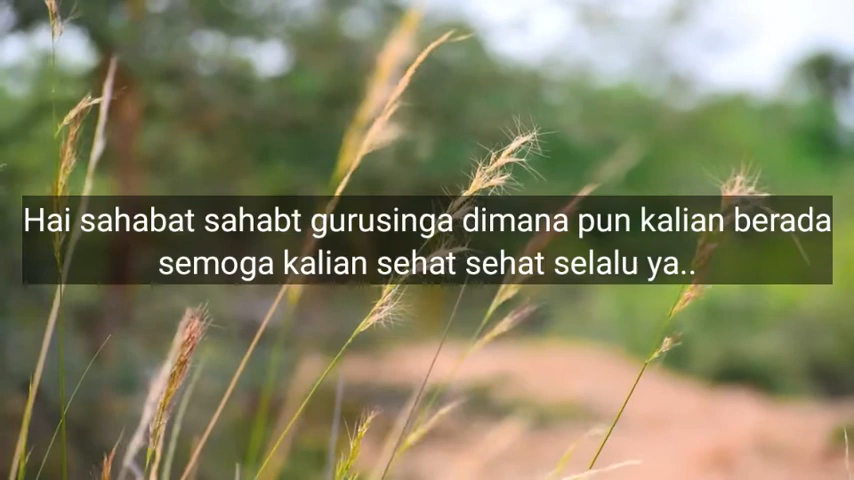 Hai sahabat sahabt gurusinga dimana pun kalian berada
semoga kalian sehat sehat selalu ya..